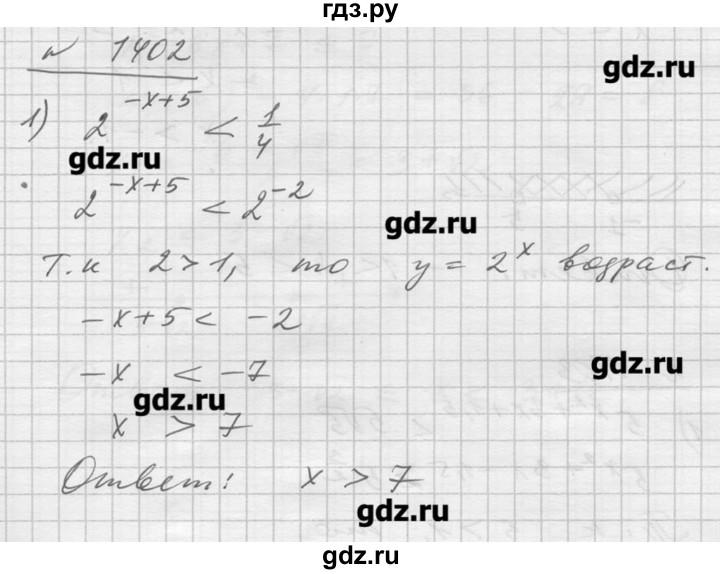 гдз.ру
№ 1402
gdz.ru
1) 2^(-x+5) < 1/4
gdz.ru
2^(-x+5) < 2^(-2)
gdz.ru
Т.к 2>1, то y = 2^x возраст.
-x+5 < -2
gdz.ru
-x < -7
gdz.ru
x > 7
Ответ: x > 7
gdz.ru
gdz.ru